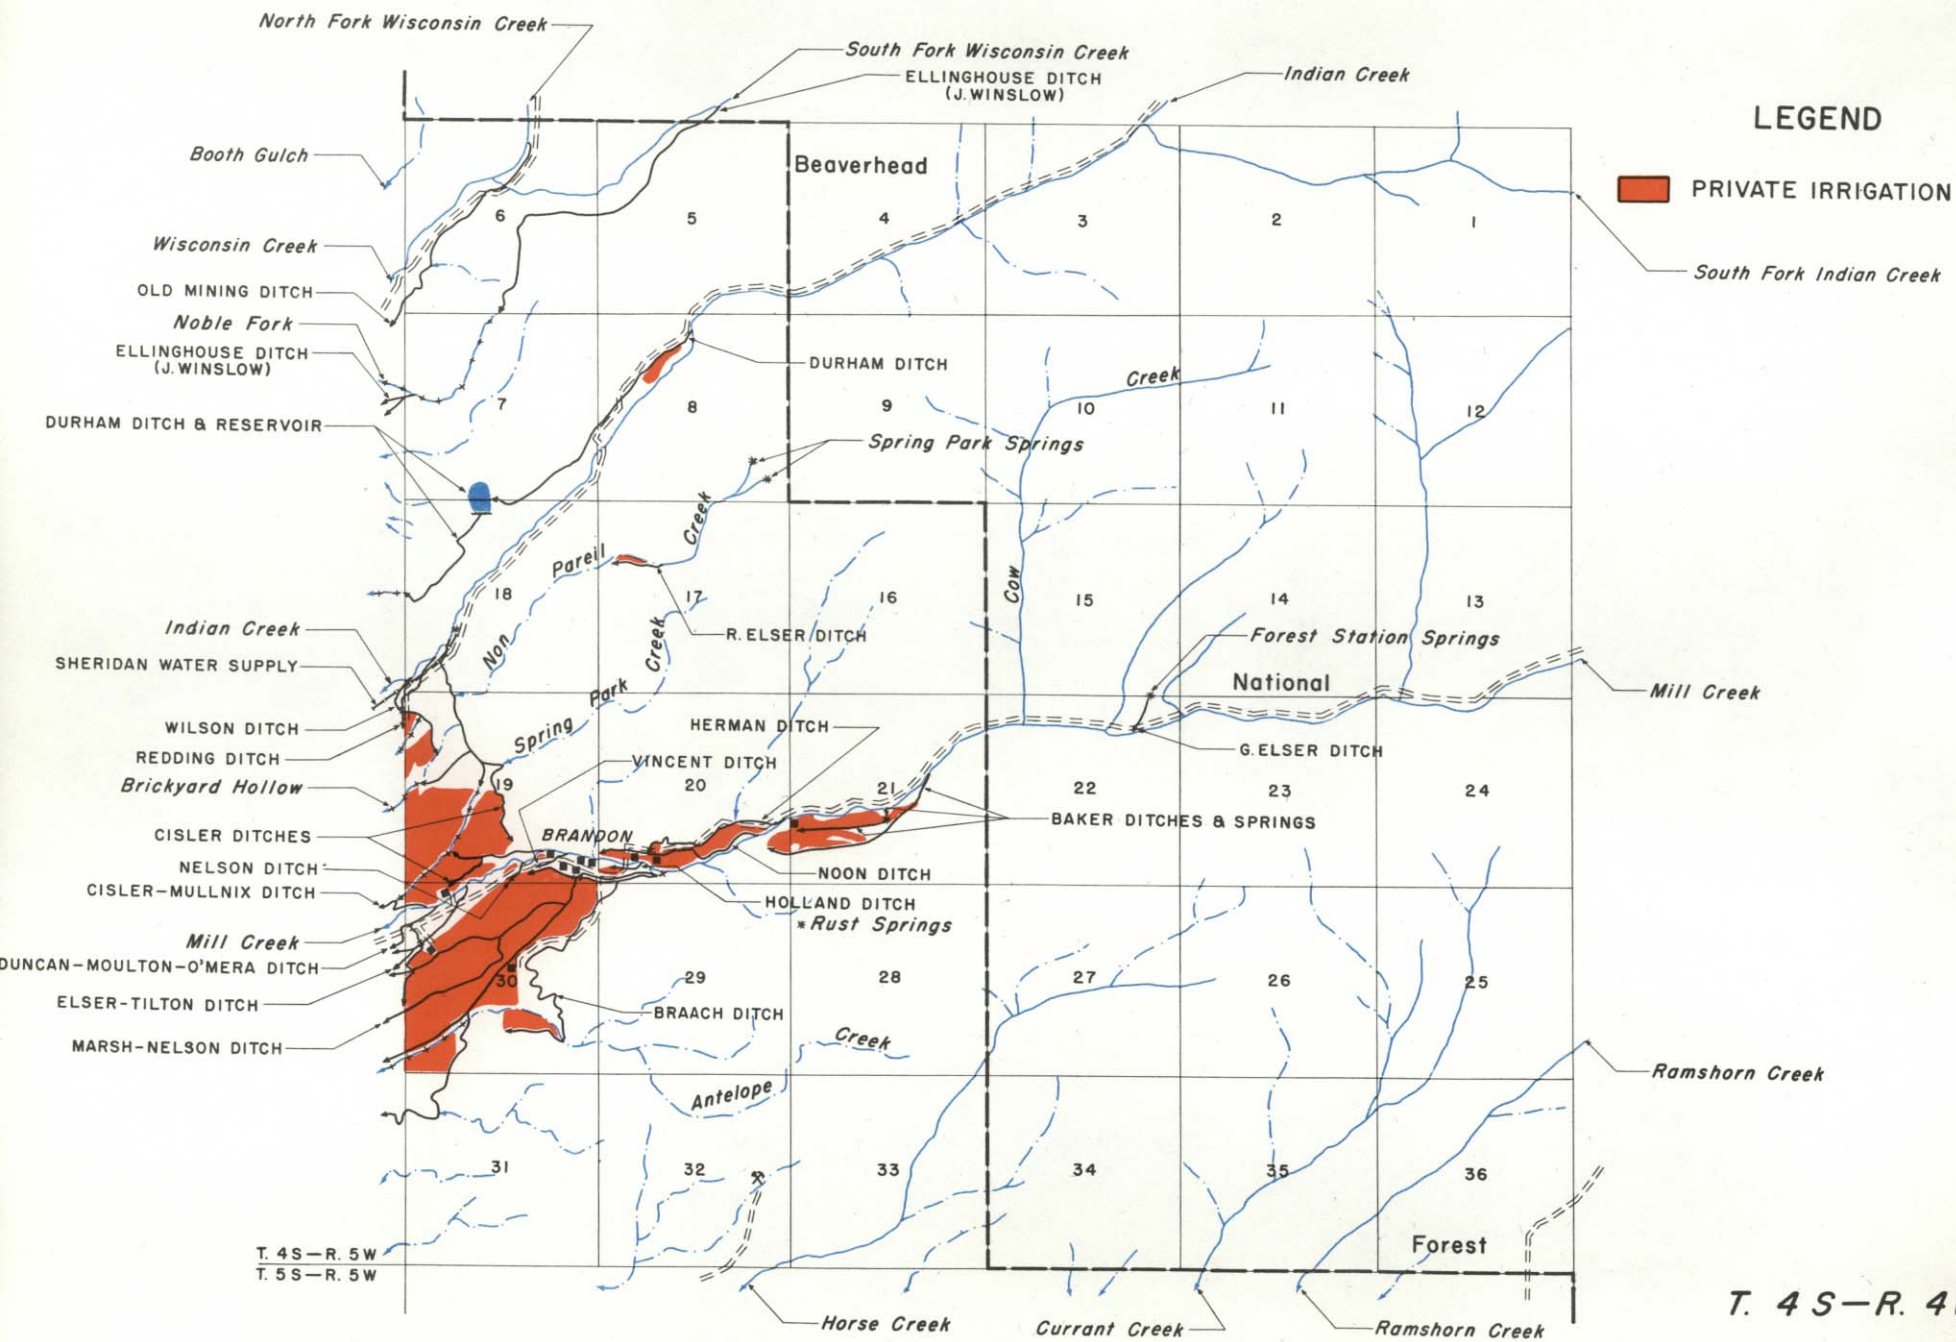 North Fork Wisconsin Creek
South Fork Wisconsin Creek
ELLINGHOUSE DITCH
(J.WINSLOW)
Indian Creek
LEGEND
PRIVATE IRRIGATION
Booth Gulch
Beaverhead
6
5
4
3
2
1
Wisconsin Creek
South Fork Indian Creek
OLD MINING DITCH
Noble Fork
ELLINGHOUSE DITCH
(J.WINSLOW)
DURHAM DITCH
Creek
7
8
9
10
11
12
DURHAM DITCH & RESERVOIR
Spring Park Springs
Non Pareil Creek
Cow
18
17
16
15
14
13
Indian Creek
R. ELSER DITCH
Forest Station Springs
SHERIDAN WATER SUPPLY
Spring Park Creek
National
Mill Creek
WILSON DITCH
HERMAN DITCH
REDDING DITCH
VINCENT DITCH
G. ELSER DITCH
Brickyard Hollow
19
20
21
22
23
24
CISLER DITCHES
BRANDON
BAKER DITCHES & SPRINGS
NELSON DITCH
NOON DITCH
CISLER-MULLNIX DITCH
HOLLAND DITCH
Rust Springs
Mill Creek
DUNCAN-MOULTON-O'MERA DITCH
30
29
28
27
26
25
ELSER-TILTON DITCH
BRAACH DITCH
MARSH-NELSON DITCH
Antelope Creek
Ramshorn Creek
31
32
33
34
35
36
Forest
T. 4S-R. 5W
T. 5S-R. 5W
T. 4S-R. 4
Horse Creek
Currant Creek
Ramshorn Creek